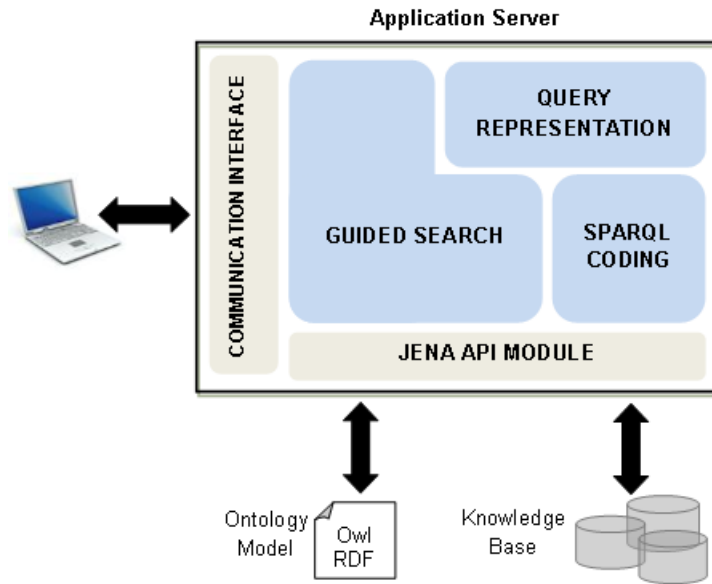 Application Server
COMMUNICATION INTERFACE
QUERY
REPRESENTATION
GUIDED SEARCH
SPARQL
CODING
JENA API MODULE
Ontology
Model
Owl
RDF
Knowledge
Base